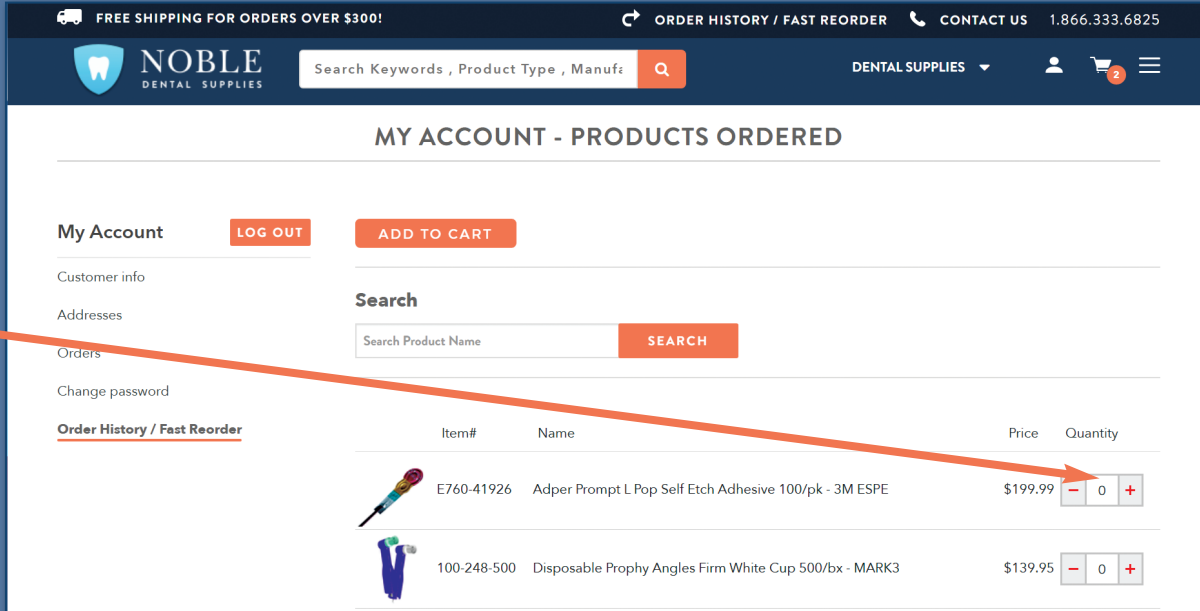 FREE SHIPPING FOR ORDERS OVER $300!
ORDER HISTORY / FAST REORDER
CONTACT US
1.866.333.6825
NOBLE
DENTAL SUPPLIES
Search Keywords , Product Type , Manufa
DENTAL SUPPLIES
2
MY ACCOUNT - PRODUCTS ORDERED
My Account
LOG OUT
Customer info
Addresses
Orders
Change password
Order History / Fast Reorder
ADD TO CART
Search
Search Product Name
SEARCH
Item# Name Price Quantity
E760-41926 Adper Prompt L Pop Self Etch Adhesive 100/pk - 3M ESPE $199.99 − 0 +
100-248-500 Disposable Prophy Angles Firm White Cup 500/bx - MARK3 $139.95 − 0 +